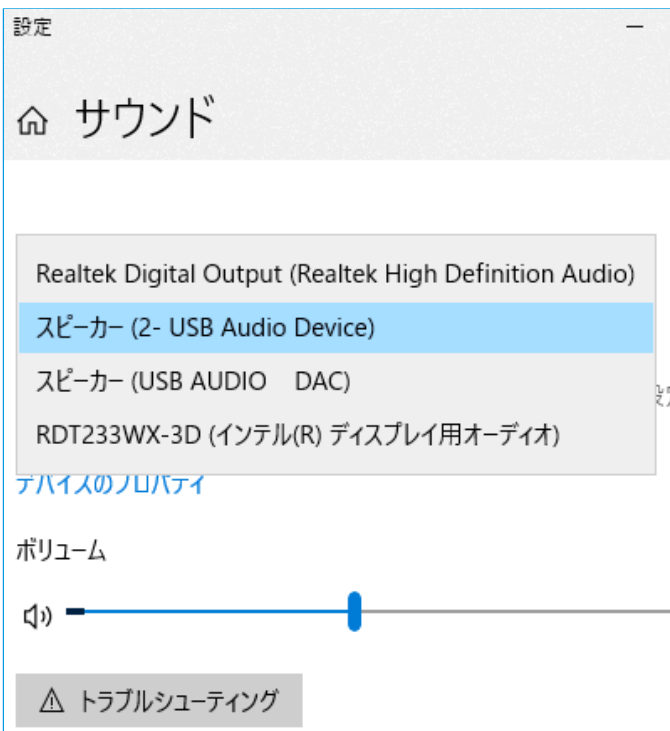 設定
サウンド
Realtek Digital Output (Realtek High Definition Audio)
スピーカー (2- USB Audio Device)
スピーカー (USB AUDIO　DAC)
RDT233WX-3D (インテル(R) ディスプレイ用オーディオ)
デバイスのプロパティ
ボリューム
トラブルシューティング